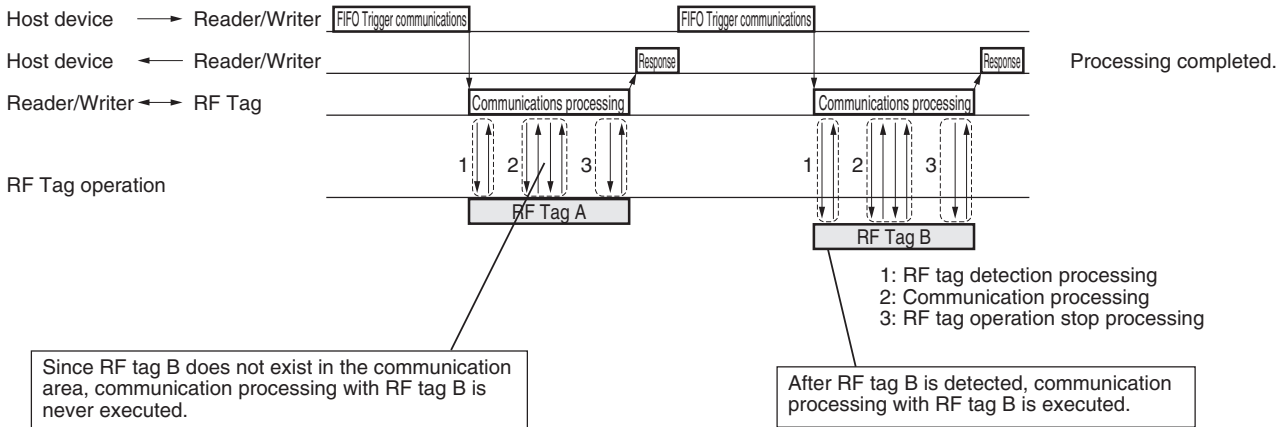 Host device → Reader/Writer FIFO Trigger communications FIFO Trigger communications
Host device ← Reader/Writer Response Response Processing completed.
Reader/Writer ↔ RF Tag Communications processing Communications processing
1 2 3 1 2 3
RF Tag operation
RF Tag A
RF Tag B
1: RF tag detection processing
2: Communication processing
3: RF tag operation stop processing
Since RF tag B does not exist in the communication
area, communication processing with RF tag B is
never executed.
After RF tag B is detected, communication
processing with RF tag B is executed.